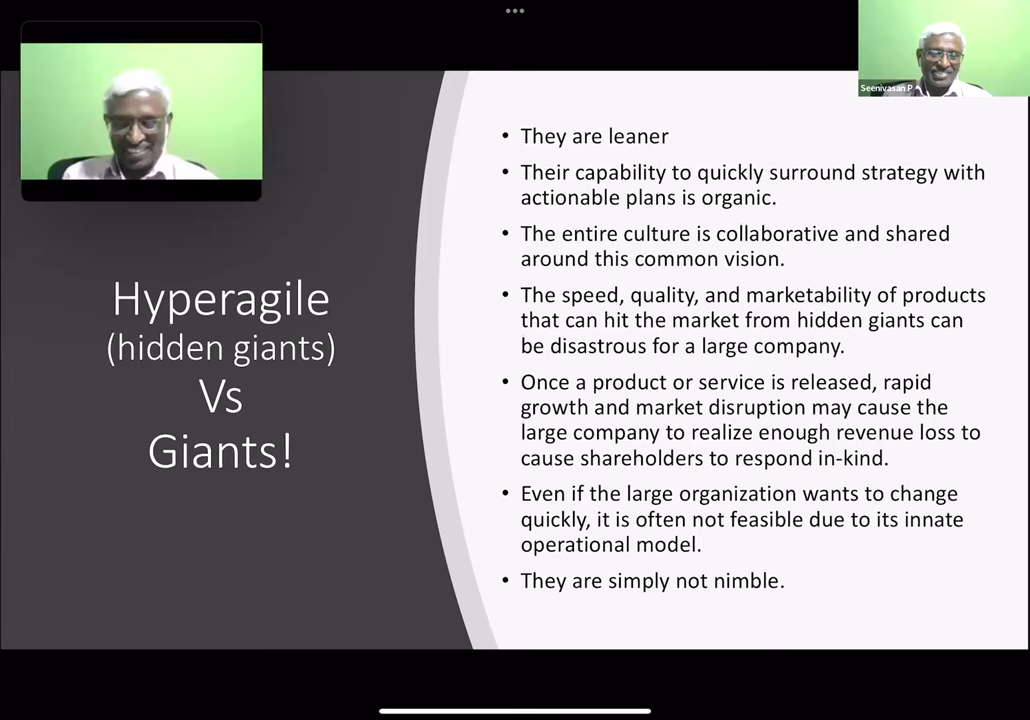 Seenivasan P
Hyperagile
(hidden giants)
Vs
Giants!
• They are leaner
• Their capability to quickly surround strategy with
actionable plans is organic.
• The entire culture is collaborative and shared
around this common vision.
• The speed, quality, and marketability of products
that can hit the market from hidden giants can
be disastrous for a large company.
• Once a product or service is released, rapid
growth and market disruption may cause the
large company to realize enough revenue loss to
cause shareholders to respond in-kind.
• Even if the large organization wants to change
quickly, it is often not feasible due to its innate
operational model.
• They are simply not nimble.